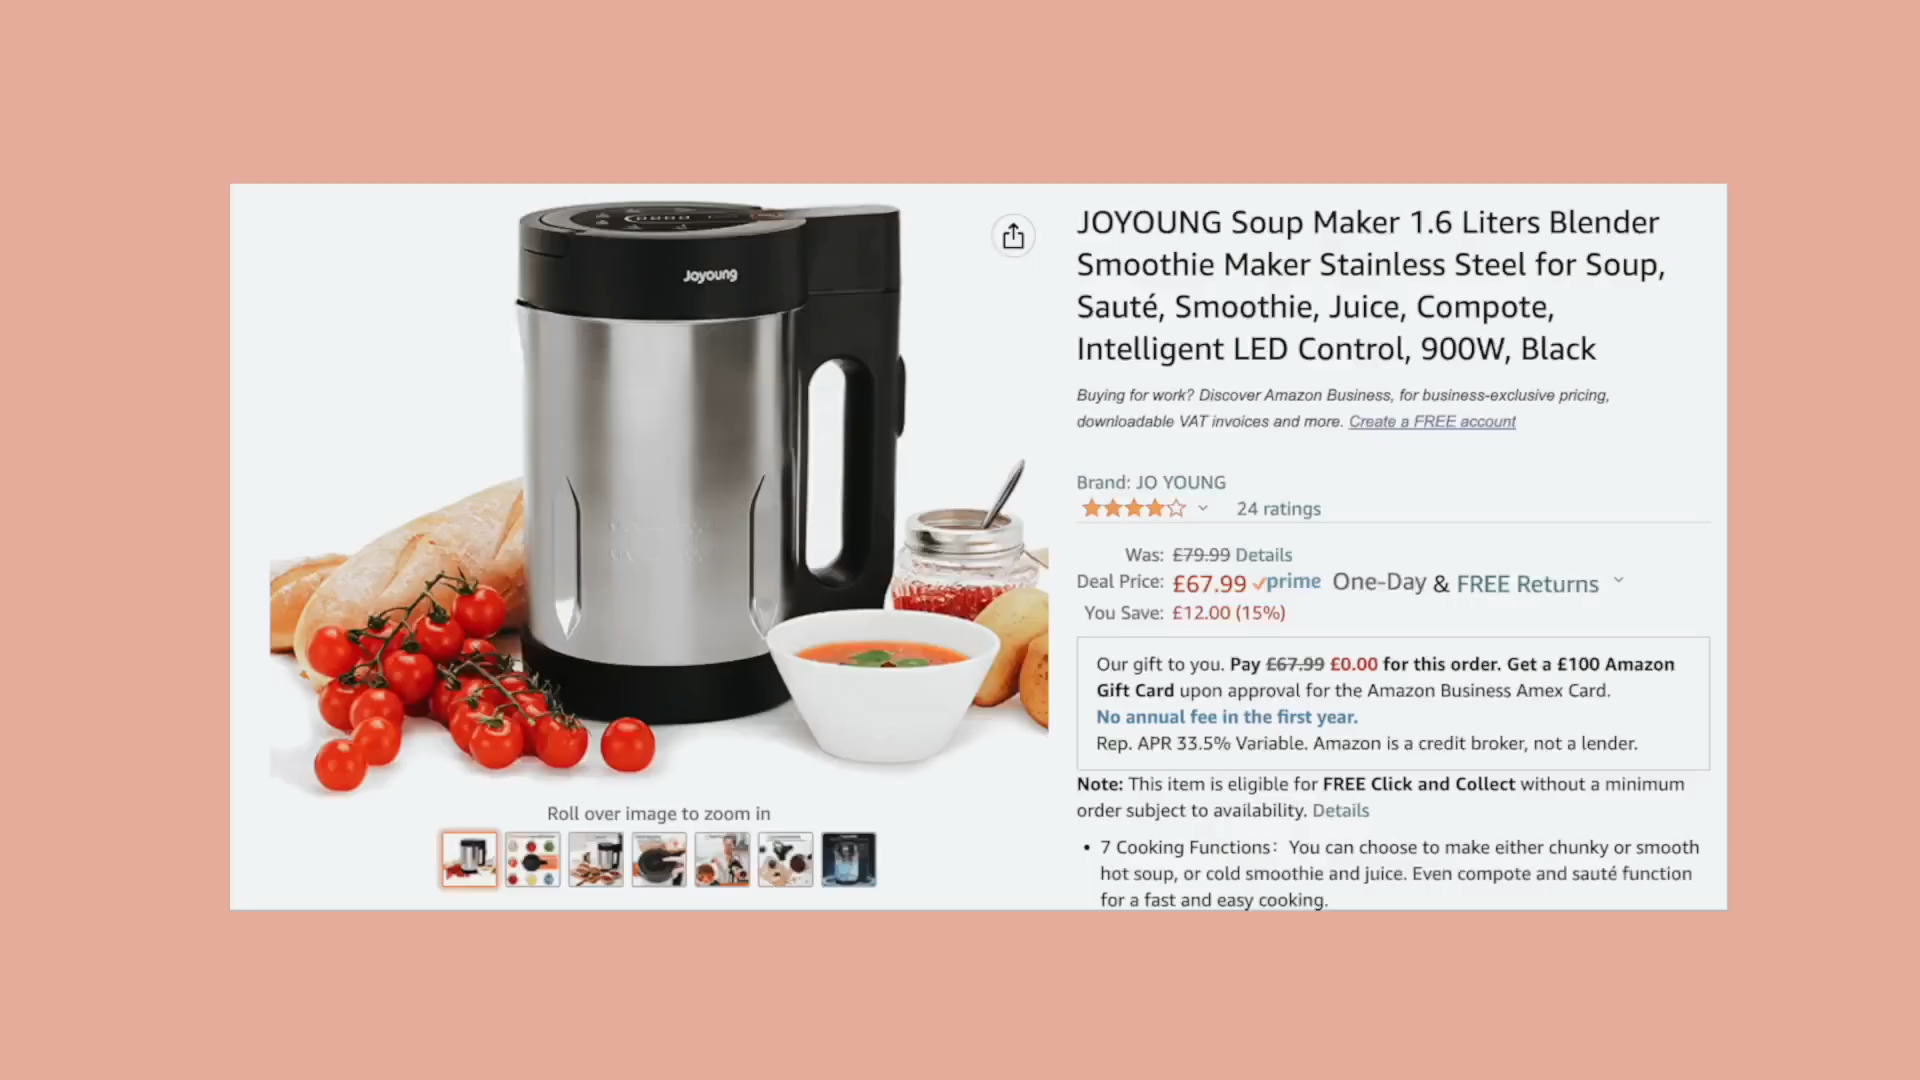 Joyoung
Roll over image to zoom in
JOYOUNG Soup Maker 1.6 Liters Blender
Smoothie Maker Stainless Steel for Soup,
Sauté, Smoothie, Juice, Compote,
Intelligent LED Control, 900W, Black
Buying for work? Discover Amazon Business, for business-exclusive pricing,
downloadable VAT invoices and more. Create a FREE account
Brand: JO YOUNG
24 ratings
Was: £79.99 Details
Deal Price: £67.99 prime One-Day & FREE Returns
You Save: £12.00 (15%)
Our gift to you. Pay £67.99 £0.00 for this order. Get a £100 Amazon
Gift Card upon approval for the Amazon Business Amex Card.
No annual fee in the first year.
Rep. APR 33.5% Variable. Amazon is a credit broker, not a lender.
Note: This item is eligible for FREE Click and Collect without a minimum
order subject to availability. Details
• 7 Cooking Functions：You can choose to make either chunky or smooth
hot soup, or cold smoothie and juice. Even compote and sauté function
for a fast and easy cooking.